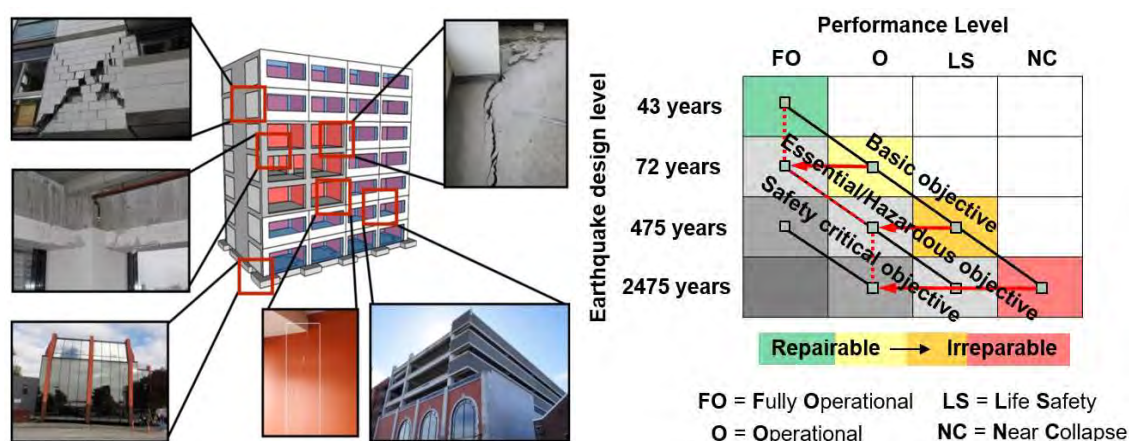 Performance Level
FO O LS NC
Earthquake design level
43 years
72 years
475 years
2475 years
Basic objective
Essential/Hazardous objective
Safety critical objective
Repairable → Irreparable
FO = Fully Operational LS = Life Safety
O = Operational NC = Near Collapse